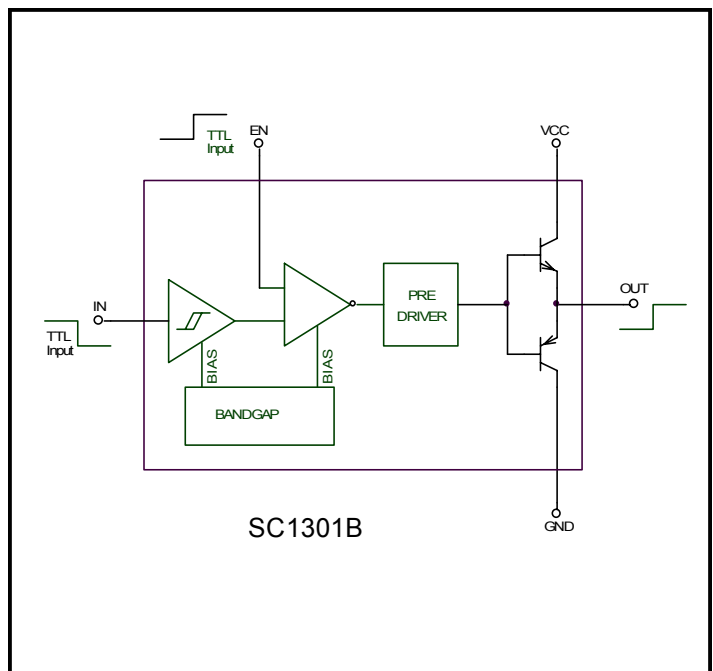 TTL
Input
EN
VCC
IN
TTL
Input
PRE
DRIVER
OUT
BIAS
BIAS
BANDGAP
GND
SC1301B